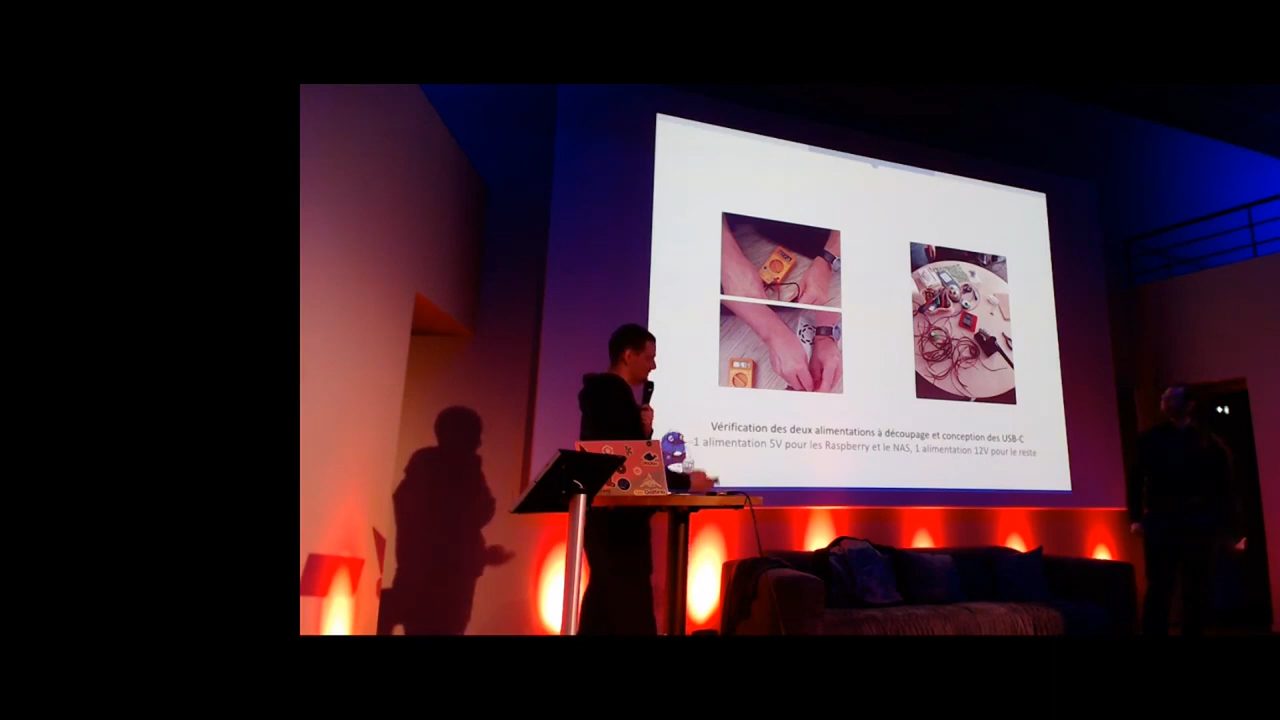 Vérification des deux alimentations à découpage et conception des USB-C
1 alimentation 5V pour les Raspberry et le NAS, 1 alimentation 12V pour le reste